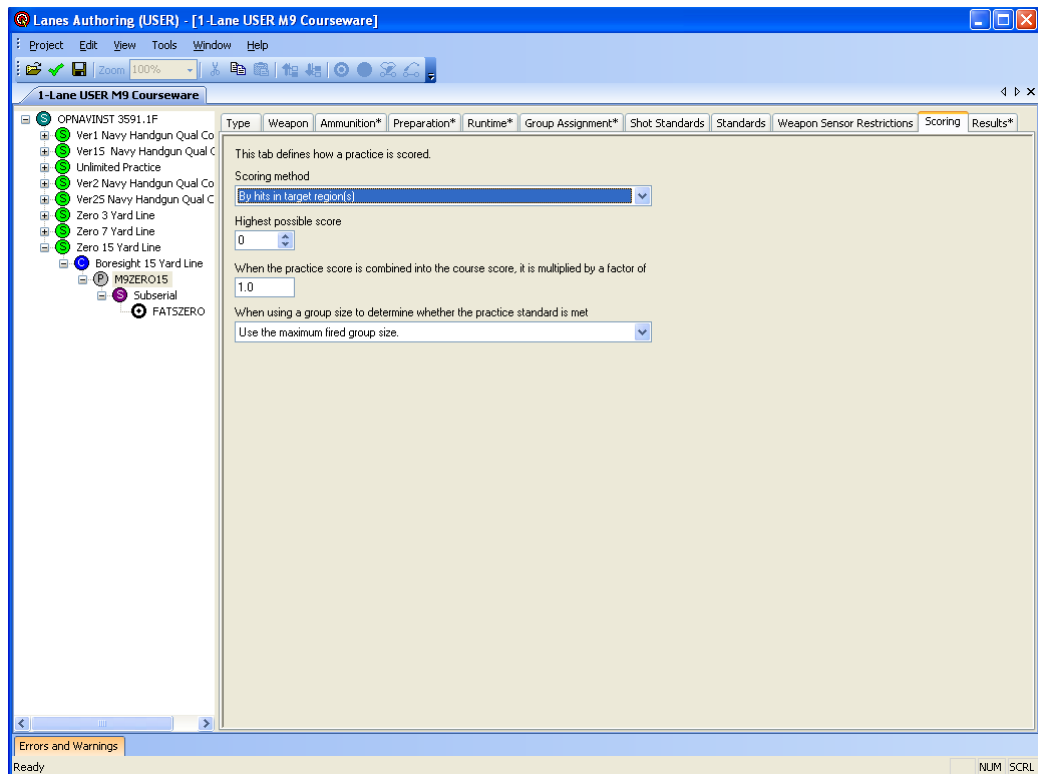 Lanes Authoring (USER) - [1-Lane USER M9 Courseware]
Project Edit View Tools Window Help
Zoom 100%
1-Lane USER M9 Courseware
S OPNAVINST 3591.1F
S Ver1 Navy Handgun Qual Co
S Ver1S Navy Handgun Qual C
S Unlimited Practice
S Ver2 Navy Handgun Qual Co
S Ver2S Navy Handgun Qual C
S Zero 3 Yard Line
S Zero 7 Yard Line
S Zero 15 Yard Line
C Boresight 15 Yard Line
P M9ZERO15
S Subserial
FATSZERO
Type Weapon Ammunition* Preparation* Runtime* Group Assignment* Shot Standards Standards Weapon Sensor Restrictions Scoring Results*
This tab defines how a practice is scored.
Scoring method
By hits in target region(s)
Highest possible score
0
When the practice score is combined into the course score, it is multiplied by a factor of
1.0
When using a group size to determine whether the practice standard is met
Use the maximum fired group size.
Errors and Warnings
Ready NUM SCRL